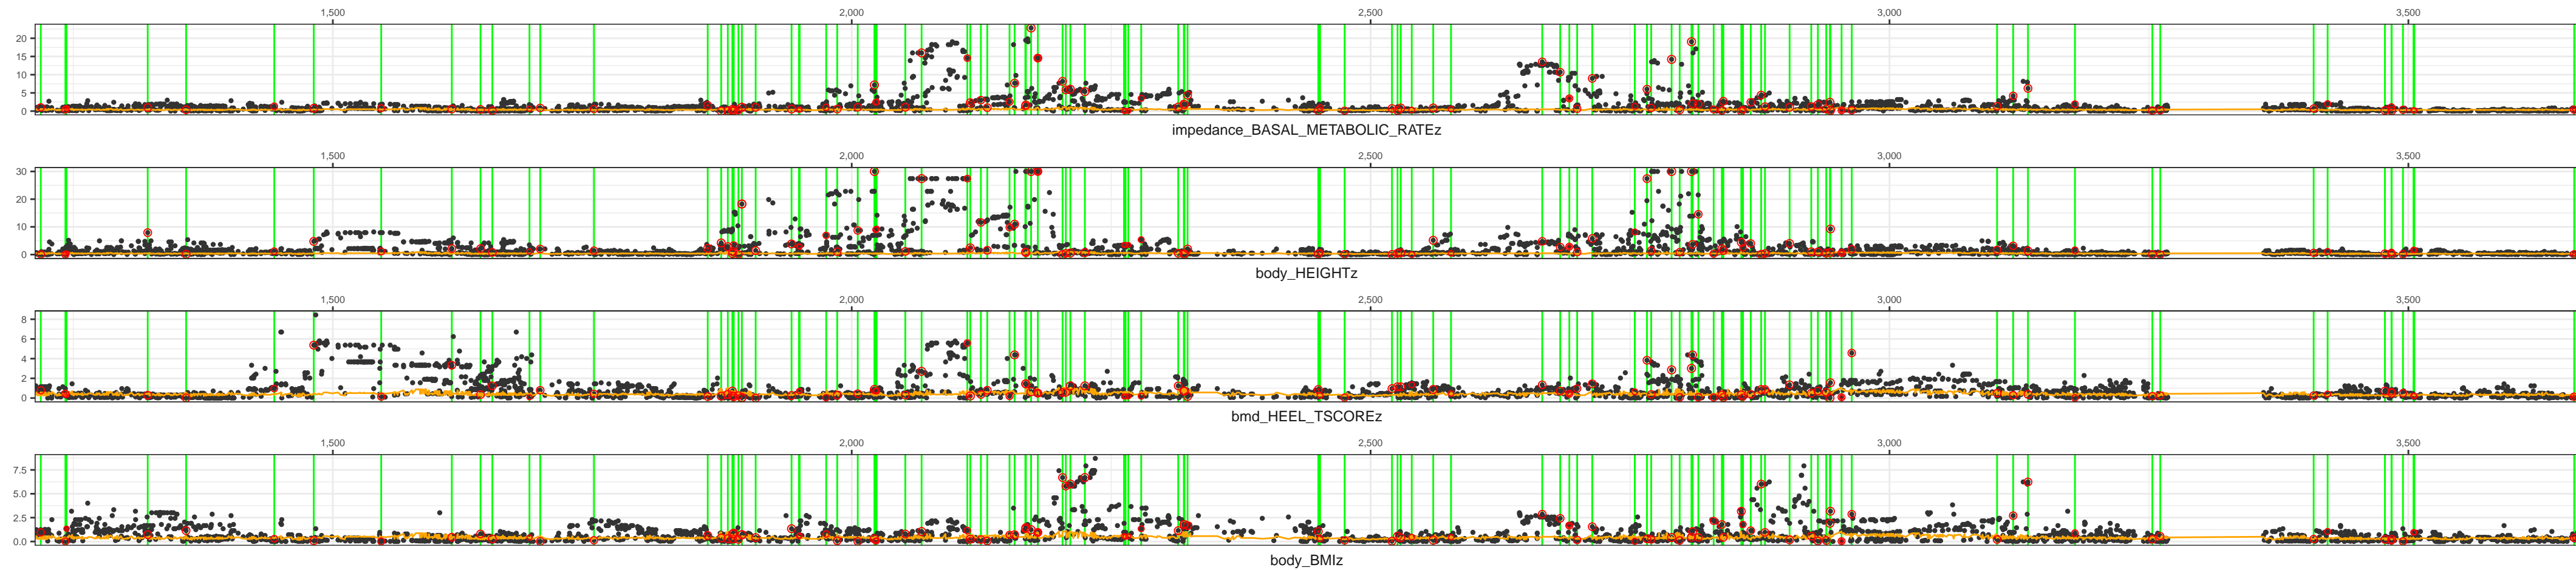 1,500 2,000 2,500 3,000 3,500
20
15
10
5
0
impedance_BASAL_METABOLIC_RATEz
1,500 2,000 2,500 3,000 3,500
30
20
10
0
body_HEIGHTz
1,500 2,000 2,500 3,000 3,500
8
6
4
2
0
bmd_HEEL_TSCOREz
1,500 2,000 2,500 3,000 3,500
7.5
5.0
2.5
0.0
body_BMIz